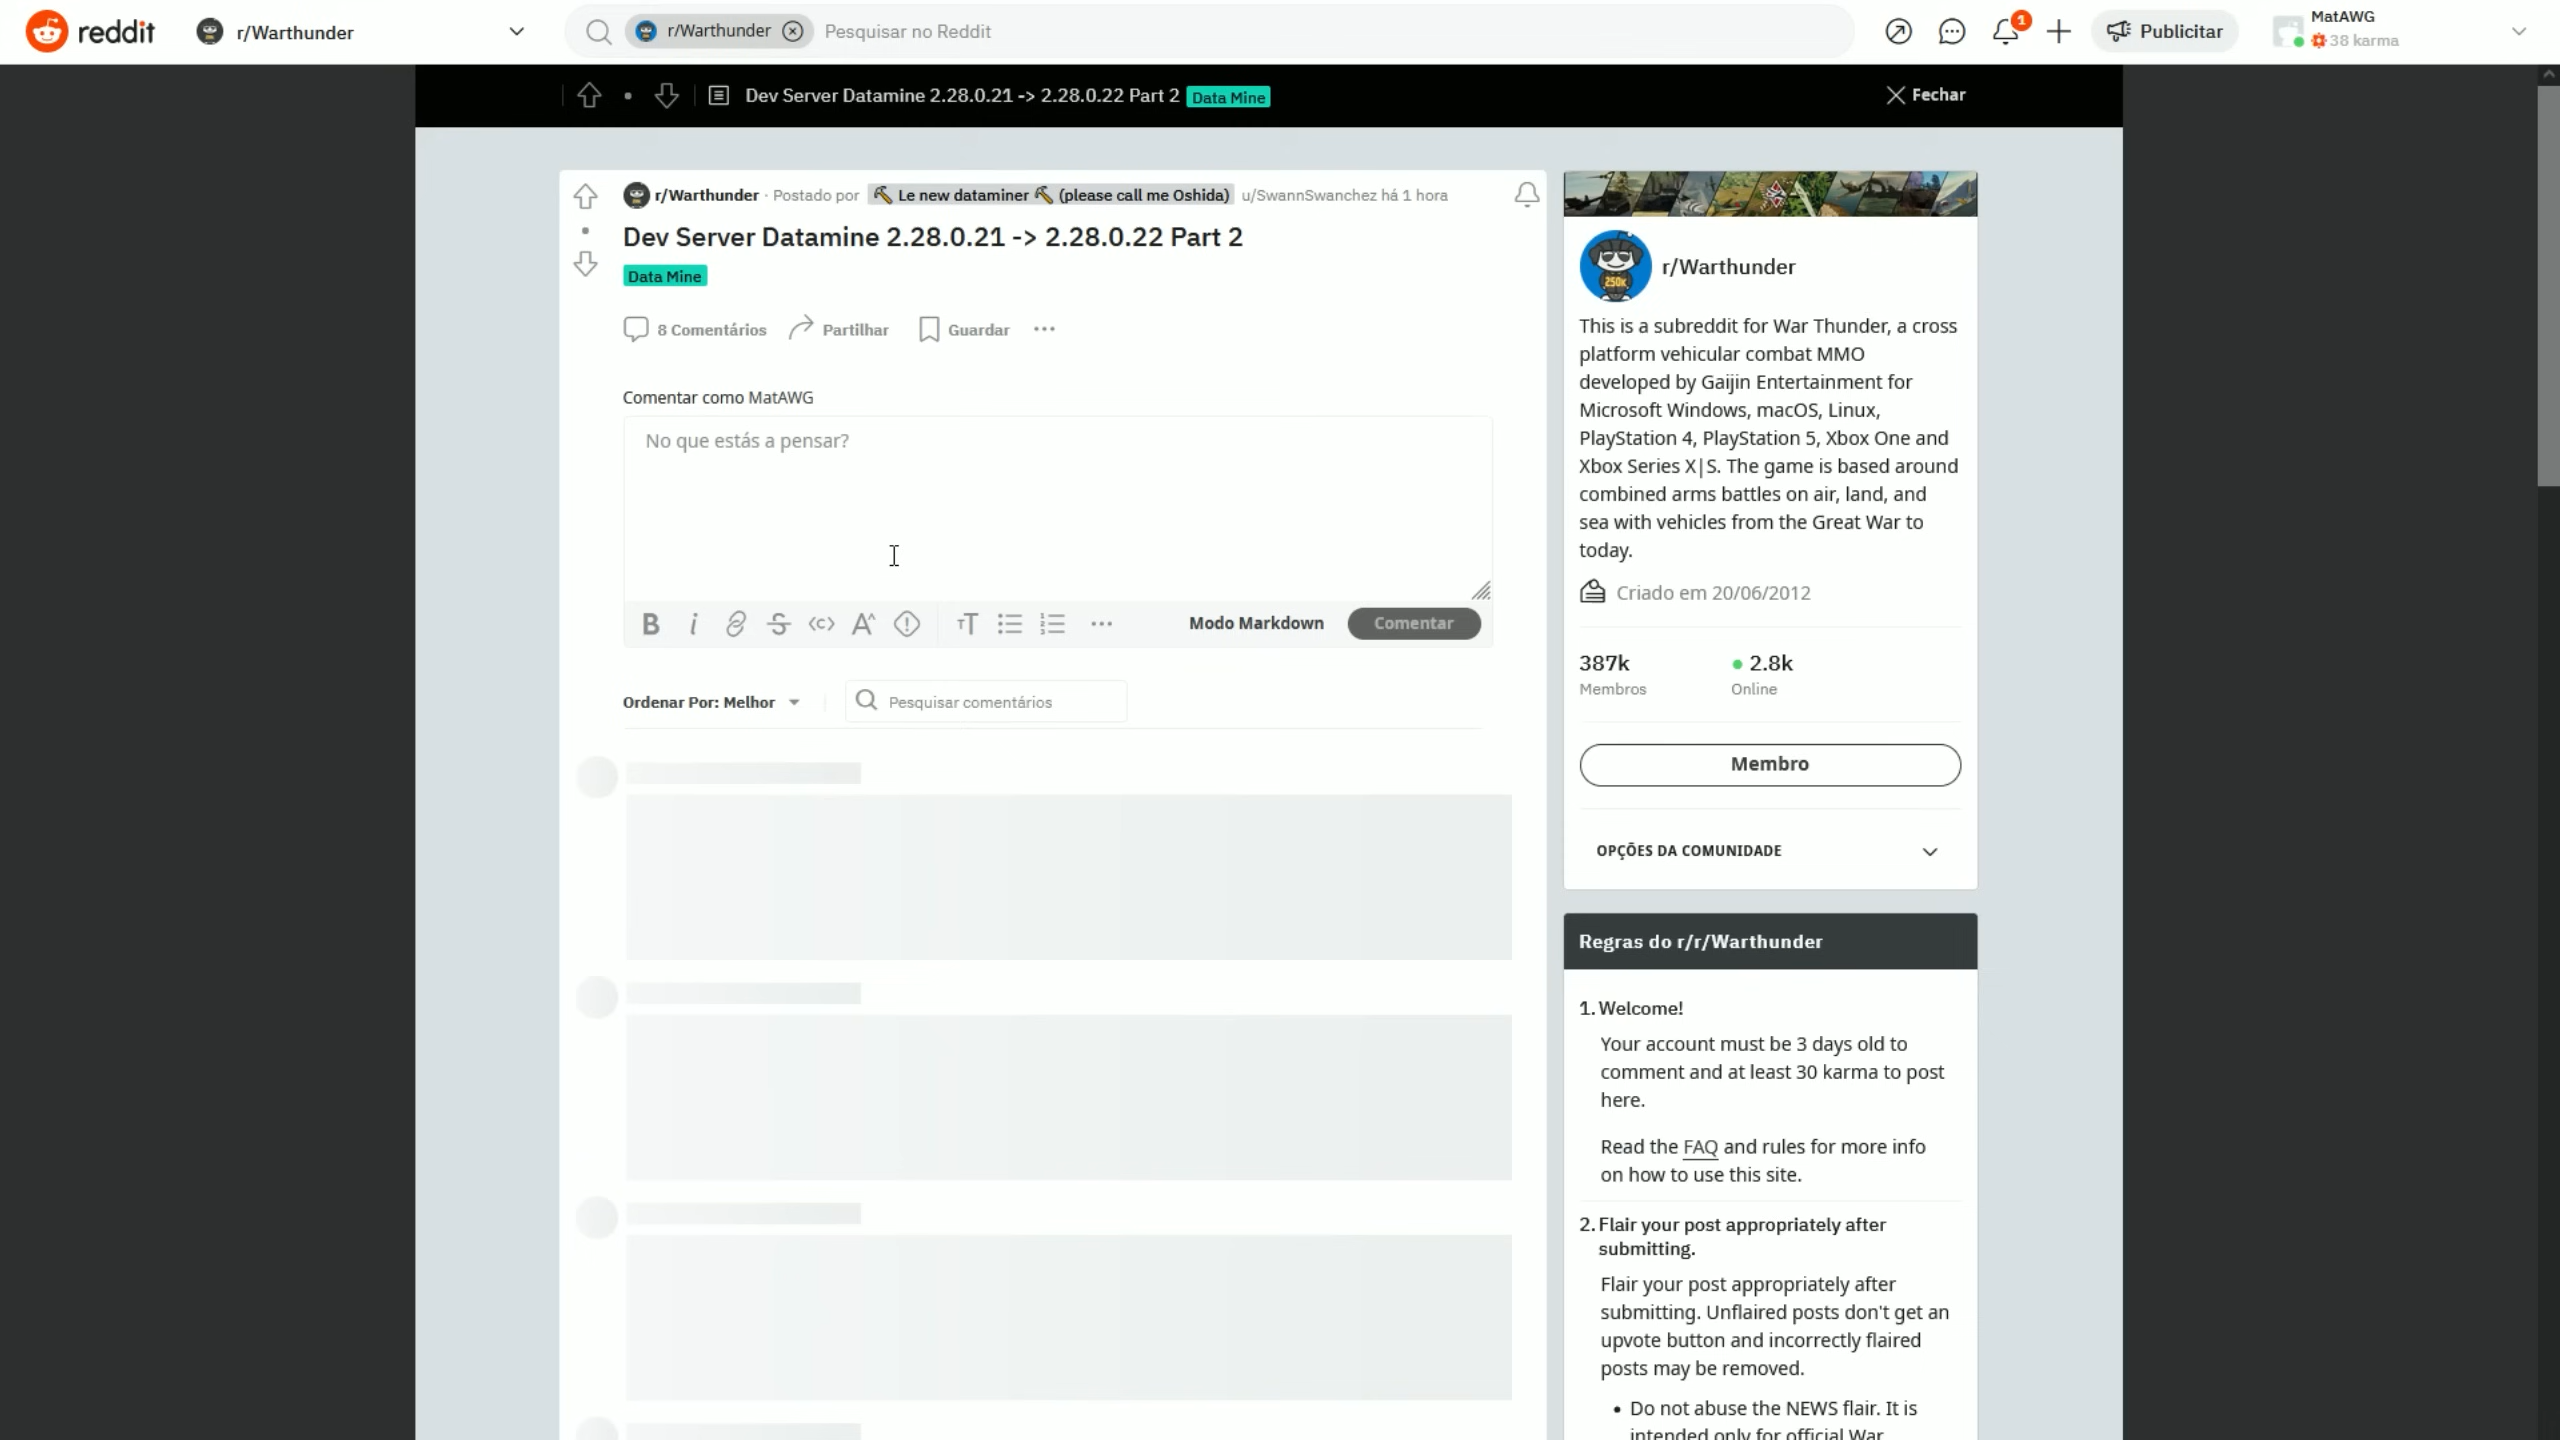 reddit
r/Warthunder
r/Warthunder
Pesquisar no Reddit
1
Publicitar
MatAWG
38 karma
Dev Server Datamine 2.28.0.21 -> 2.28.0.22 Part 2 Data Mine
Fechar
r/Warthunder · Postado por Le new dataminer (please call me Oshida) u/SwannSwanchez há 1 hora
Dev Server Datamine 2.28.0.21 -> 2.28.0.22 Part 2
Data Mine
8 Comentários
Partilhar
Guardar
Comentar como MatAWG
No que estás a pensar?
Modo Markdown
Comentar
Ordenar Por: Melhor
Pesquisar comentários
250K
r/Warthunder
This is a subreddit for War Thunder, a cross
platform vehicular combat MMO
developed by Gaijin Entertainment for
Microsoft Windows, macOS, Linux,
PlayStation 4, PlayStation 5, Xbox One and
Xbox Series X|S. The game is based around
combined arms battles on air, land, and
sea with vehicles from the Great War to
today.
Criado em 20/06/2012
387k
Membros
2.8k
Online
Membro
OPÇÕES DA COMUNIDADE
Regras do r/r/Warthunder
1. Welcome!
Your account must be 3 days old to
comment and at least 30 karma to post
here.
Read the FAQ and rules for more info
on how to use this site.
2. Flair your post appropriately after
submitting.
Flair your post appropriately after
submitting. Unflaired posts don't get an
upvote button and incorrectly flaired
posts may be removed.
• Do not abuse the NEWS flair. It is
intended only for official War